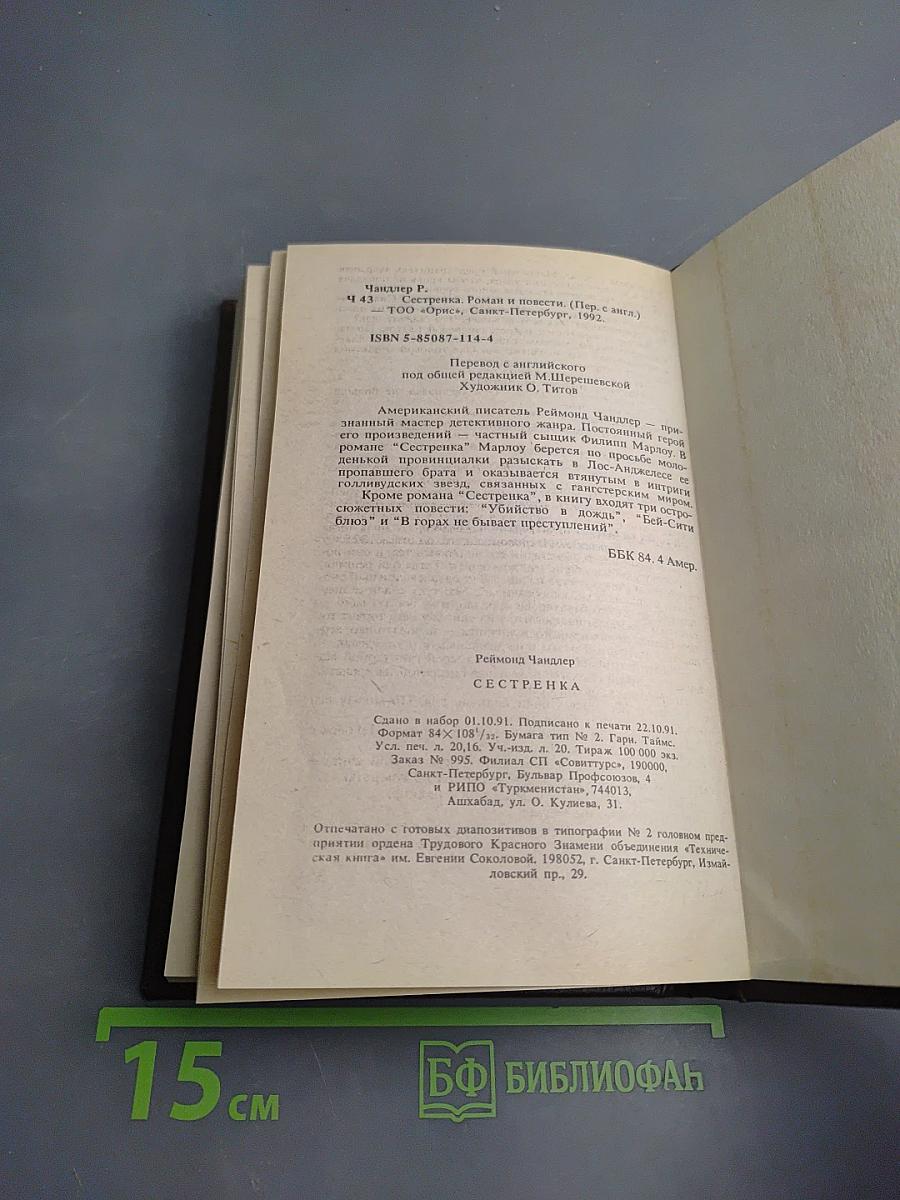 Чандлер Р.
Ч 43 Сестренка. Роман и повести. (Пер. с англ.)
— ТОО «Орис», Санкт-Петербург, 1992.
ISBN 5-85087-114-4
Перевод с английского
под общей редакцией М.Шерешевской
Художник О. Титов
Американский писатель Реймонд Чандлер — при-
знанный мастер детективного жанра. Постоянный герой
его произведений — частный сыщик Филипп Марлоу. В
романе "Сестренка" Марлоу берется по просьбе моло-
денькой провинциалки разыскать в Лос-Анджелесе ее
пропавшего брата и оказывается втянутым в интриги
голливудских звезд, связанных с гангстерским миром.
Кроме романа "Сестренка", в книгу входят три остро-
сюжетных повести: "Убийство в дождь", "Бей-Сити
блюз" и "В горах не бывает преступлений".
ББК 84. 4 Амер.
Реймонд Чандлер
СЕСТРЕНКА
Сдано в набор 01.10.91. Подписано к печати 22.10.91.
Формат 84×108¹/₃₂. Бумага тип № 2. Гарн. Таймс.
Усл. печ. л. 20,16. Уч.-изд. л. 20. Тираж 100 000 экз.
Заказ № 995. Филиал СП «Совиттурс», 190000,
Санкт-Петербург, Бульвар Профсоюзов, 4
и РИПО «Туркменистан», 744013,
Ашхабад, ул. О. Кулиева, 31.
Отпечатано с готовых диапозитивов в типографии № 2 головном пред-
приятии ордена Трудового Красного Знамени объединения «Техниче-
ская книга» им. Евгении Соколовой. 198052, г. Санкт-Петербург, Измай-
ловский пр., 29.
15 см
БФ БИБЛИОФАН